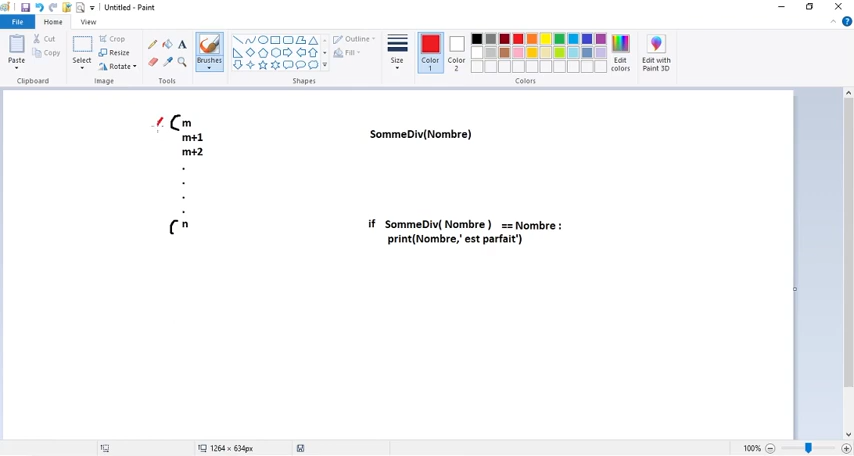 Untitled - Paint
File Home View
Paste
Cut
Copy
Clipboard
Select
Crop
Resize
Rotate
Image
Tools
Brushes
Outline
Fill
Shapes
Size
Color 1
Color 2
Edit colors
Colors
Edit with Paint 3D
m
m+1
m+2
.
.
.
.
n
SommeDiv(Nombre)
if SommeDiv( Nombre ) == Nombre :
print(Nombre,' est parfait')
1264 × 634px
100%